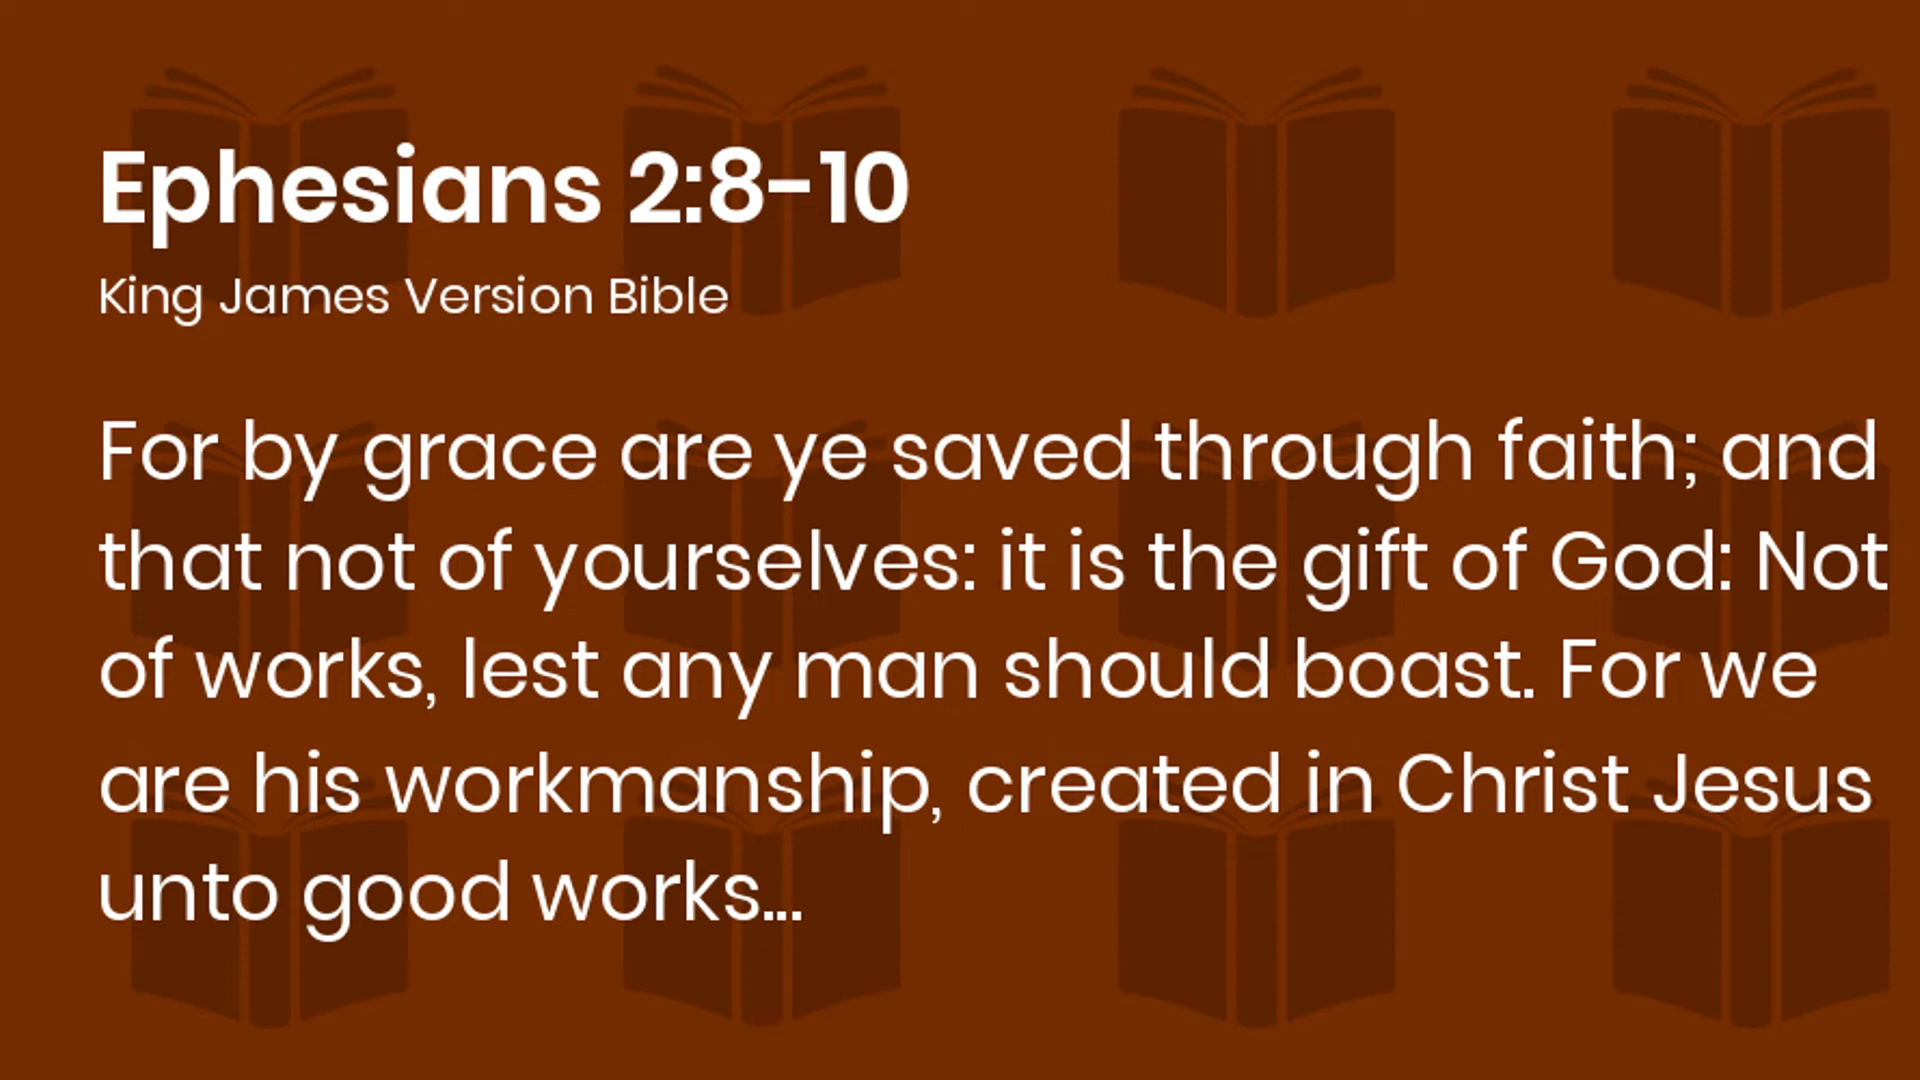 Ephesians 2:8-10
King James Version Bible
For by grace are ye saved through faith; and
that not of yourselves: it is the gift of God: Not
of works, lest any man should boast. For we
are his workmanship, created in Christ Jesus
unto good works...